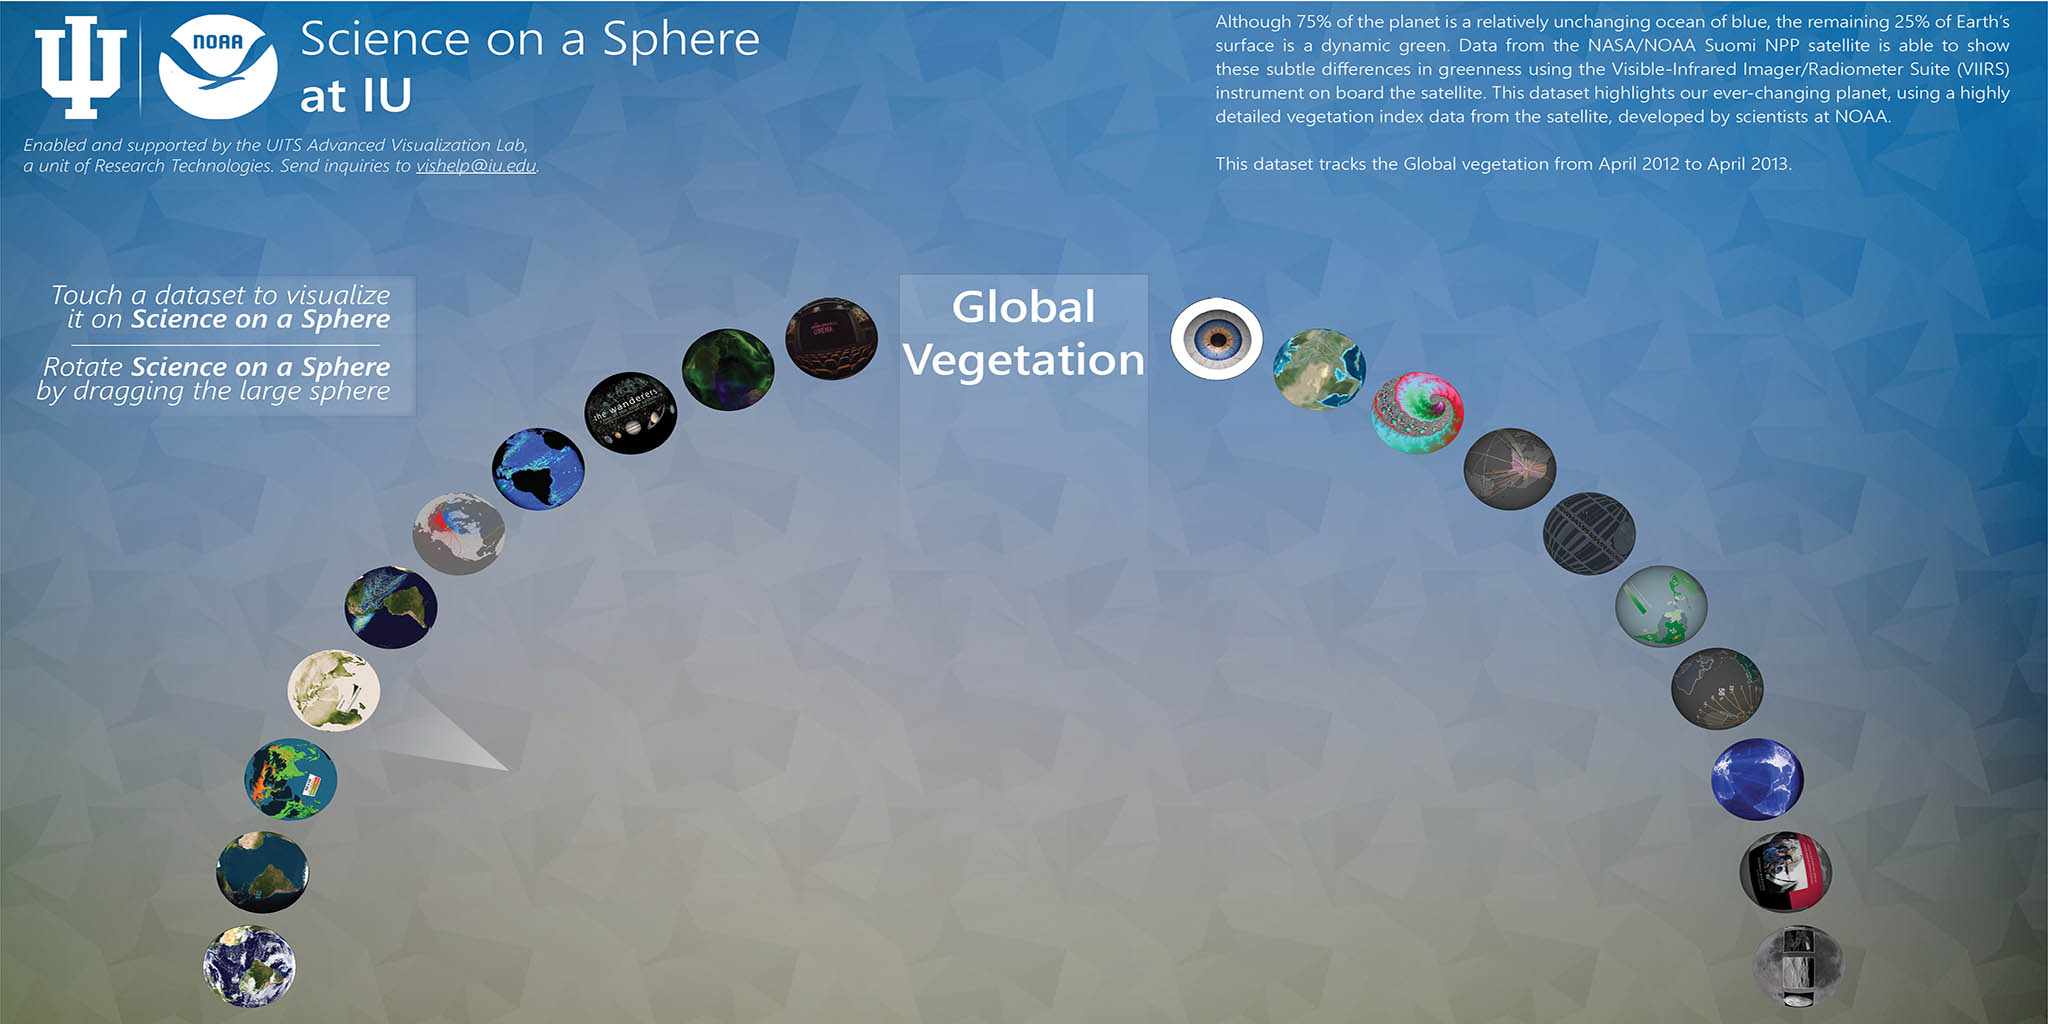 NOAA
Science on a Sphere
at IU
Enabled and supported by the UITS Advanced Visualization Lab,
a unit of Research Technologies. Send inquiries to vishelp@iu.edu.
Although 75% of the planet is a relatively unchanging ocean of blue, the remaining 25% of Earth's
surface is a dynamic green. Data from the NASA/NOAA Suomi NPP satellite is able to show
these subtle differences in greenness using the Visible-Infrared Imager/Radiometer Suite (VIIRS)
instrument on board the satellite. This dataset highlights our ever-changing planet, using a highly
detailed vegetation index data from the satellite, developed by scientists at NOAA.
This dataset tracks the Global vegetation from April 2012 to April 2013.
Touch a dataset to visualize
it on Science on a Sphere
Rotate Science on a Sphere
by dragging the large sphere
Global
Vegetation
the wanderers
CINEMA